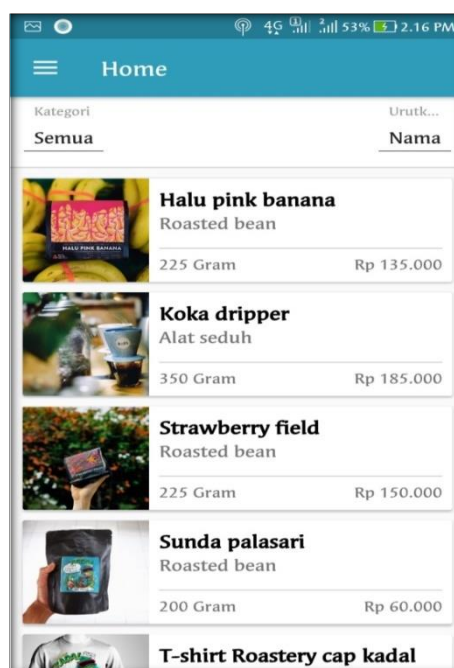 4G 53% 2.16 PM
Home
Kategori
Urutk...
Semua
Nama
HALU PINK BANANA
Halu pink banana
Roasted bean
225 Gram
Rp 135.000
Koka dripper
Alat seduh
350 Gram
Rp 185.000
Strawberry field
Roasted bean
225 Gram
Rp 150.000
Sunda palasari
Roasted bean
200 Gram
Rp 60.000
T-shirt Roastery cap kadal